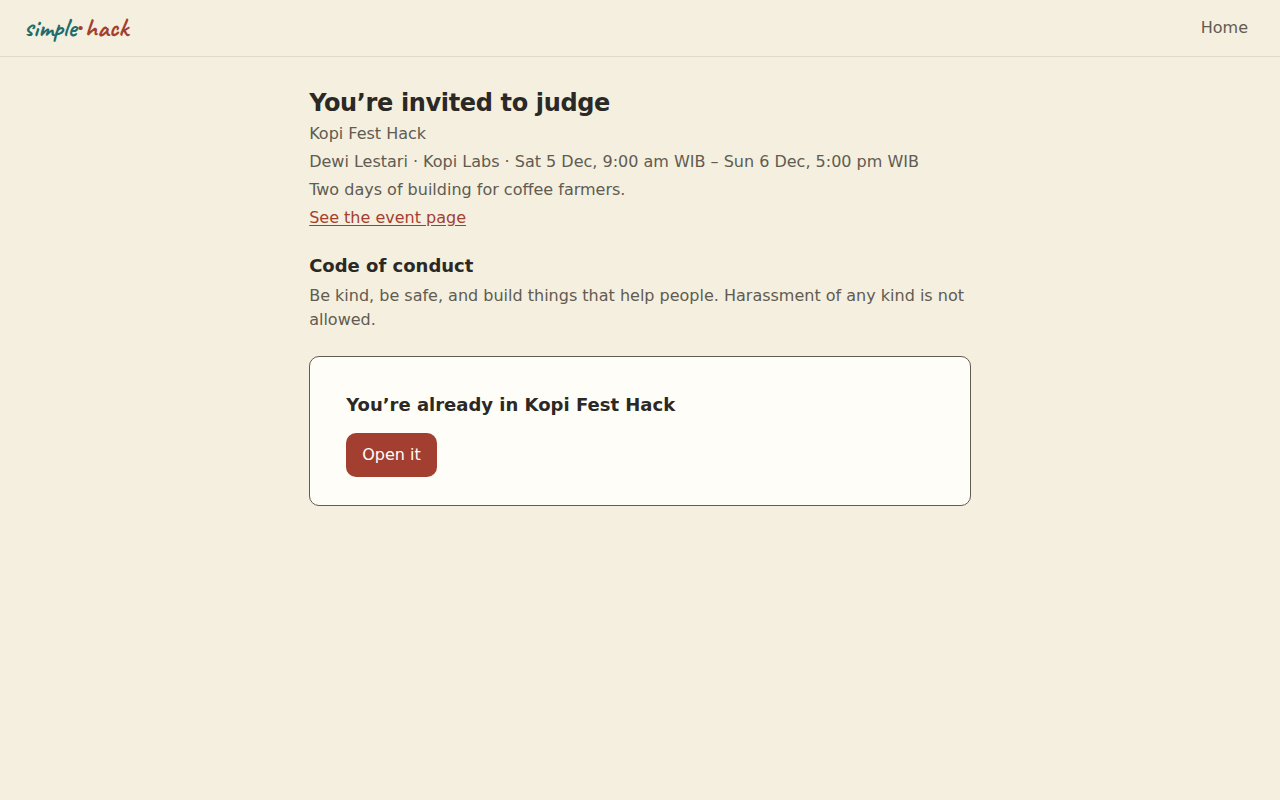 simple·hack
Home
You’re invited to judge
Kopi Fest Hack
Dewi Lestari · Kopi Labs · Sat 5 Dec, 9:00 am WIB – Sun 6 Dec, 5:00 pm WIB
Two days of building for coffee farmers.
See the event page
Code of conduct
Be kind, be safe, and build things that help people. Harassment of any kind is not
allowed.
You’re already in Kopi Fest Hack
Open it